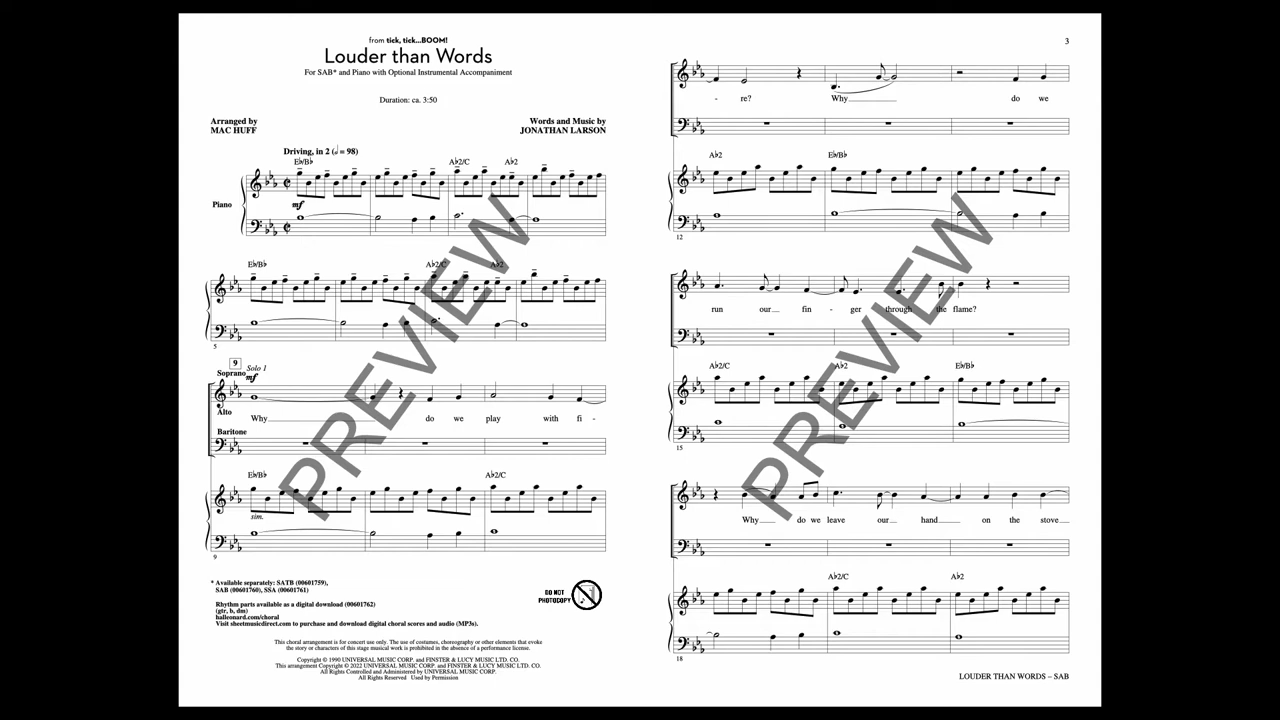 from tick, tick...BOOM!
Louder than Words
For SAB* and Piano with Optional Instrumental Accompaniment
Duration: ca. 3:50
Arranged by
MAC HUFF
Words and Music by
JONATHAN LARSON
Driving, in 2 (𝅗𝅥 = 98)
E♭/B♭ A♭2/C A♭2
Piano
mf
E♭/B♭ A♭2/C A♭2
5
9
Soprano Solo 1
mf
Alto
Why do we play with fi -
Baritone
E♭/B♭ A♭2/C
sim.
9
* Available separately: SATB (00601759),
SAB (00601760), SSA (00601761)
Rhythm parts available as a digital download (00601762)
(gtr, b, dm)
halleonard.com/choral
Visit sheetmusicdirect.com to purchase and download digital choral scores and audio (MP3s).
DO NOT
PHOTOCOPY
This choral arrangement is for concert use only. The use of costumes, choreography or other elements that evoke
the story or characters of this stage musical work is prohibited in the absence of a performance license.
Copyright © 1990 UNIVERSAL MUSIC CORP. and FINSTER & LUCY MUSIC LTD. CO.
This arrangement Copyright © 2022 UNIVERSAL MUSIC CORP. and FINSTER & LUCY MUSIC LTD. CO.
All Rights Controlled and Administered by UNIVERSAL MUSIC CORP.
All Rights Reserved Used by Permission
PREVIEW
3
- re? Why do we
A♭2 E♭/B♭
12
run our fin - ger through the flame?
A♭2/C A♭2 E♭/B♭
15
Why do we leave our hand on the stove
A♭2/C A♭2
18
LOUDER THAN WORDS – SAB
PREVIEW